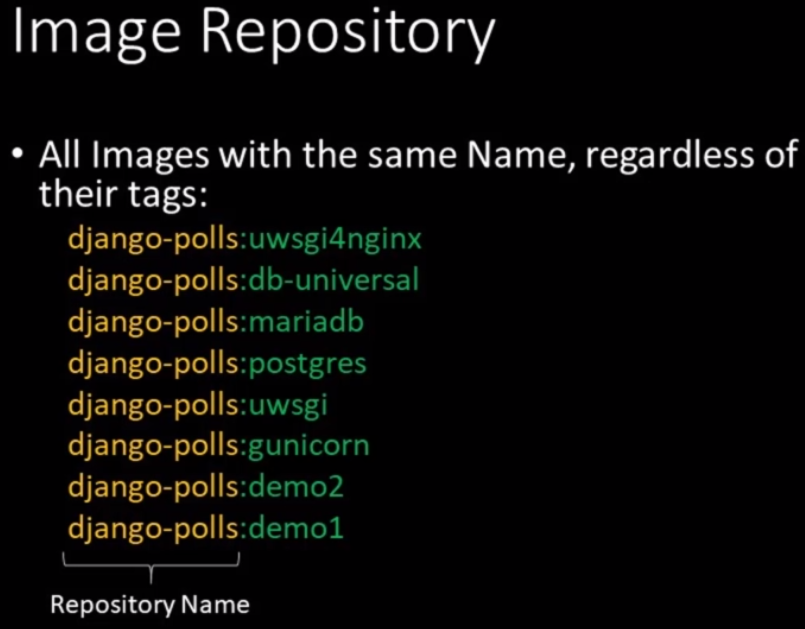 Image Repository
• All Images with the same Name, regardless of
their tags:
django-polls:uwsgi4nginx
django-polls:db-universal
django-polls:mariadb
django-polls:postgres
django-polls:uwsgi
django-polls:gunicorn
django-polls:demo2
django-polls:demo1
Repository Name